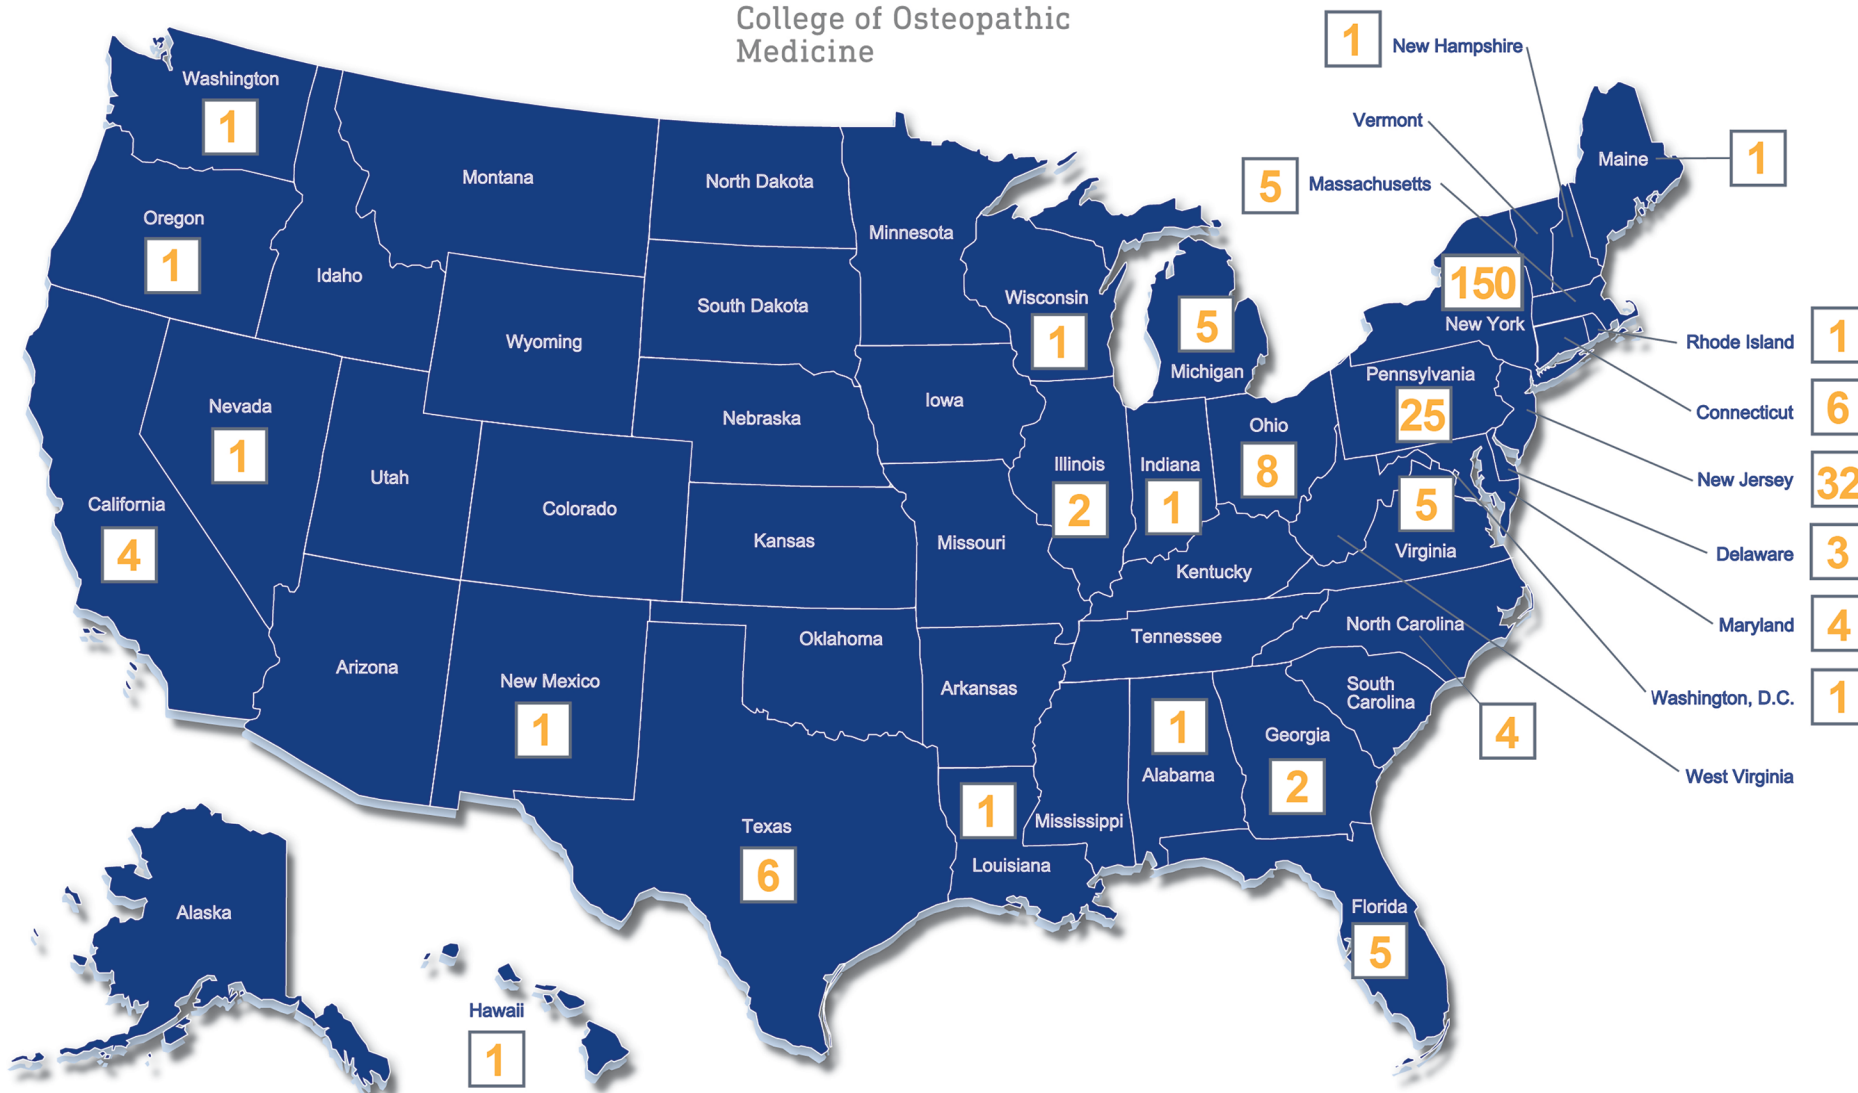 College of Osteopathic
Medicine
1
New Hampshire
Washington
1
Vermont
Maine
1
5
Massachusetts
Montana
North Dakota
Minnesota
Oregon
1
Idaho
150
New York
South Dakota
Wisconsin
1
5
Michigan
Wyoming
Rhode Island
1
Pennsylvania
25
Nevada
1
Nebraska
Iowa
Ohio
8
Connecticut
6
Utah
Illinois
2
Indiana
1
New Jersey
32
California
4
Colorado
Kansas
Missouri
5
Virginia
Delaware
3
Kentucky
Maryland
4
Oklahoma
Tennessee
North Carolina
4
Arizona
New Mexico
1
Arkansas
South
Carolina
Washington, D.C.
1
1
Alabama
Georgia
2
West Virginia
Texas
6
1
Louisiana
Mississippi
Alaska
Florida
5
Hawaii
1